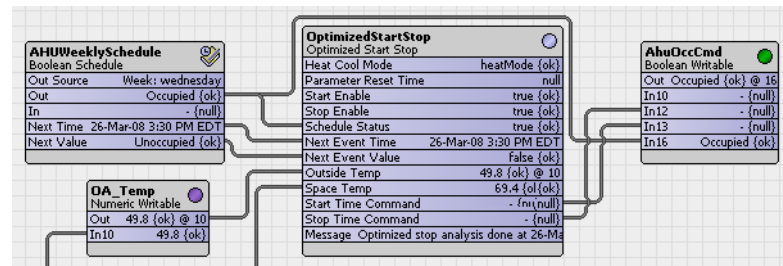 AHUWeeklySchedule
Boolean Schedule
Out Source Week: wednesday
Out Occupied {ok}
In - {null}
Next Time 26-Mar-08 3:30 PM EDT
Next Value Unoccupied {ok}
OA_Temp
Numeric Writable
Out 49.8 {ok} @ 10
In10 49.8 {ok}
OptimizedStartStop
Optimized Start Stop
Heat Cool Mode heatMode {ok}
Parameter Reset Time null
Start Enable true {ok}
Stop Enable true {ok}
Schedule Status true {ok}
Next Event Time 26-Mar-08 3:30 PM EDT
Next Event Value false {ok}
Outside Temp 49.8 {ok} @ 10
Space Temp 69.4 {ol{ok}
Start Time Command - {null}
Stop Time Command - {null}
Message Optimized stop analysis done at 26-Ma
AhuOccCmd
Boolean Writable
Out Occupied {ok} @ 16
In10 - {null}
In12 - {null}
In13 - {null}
In16 Occupied {ok}